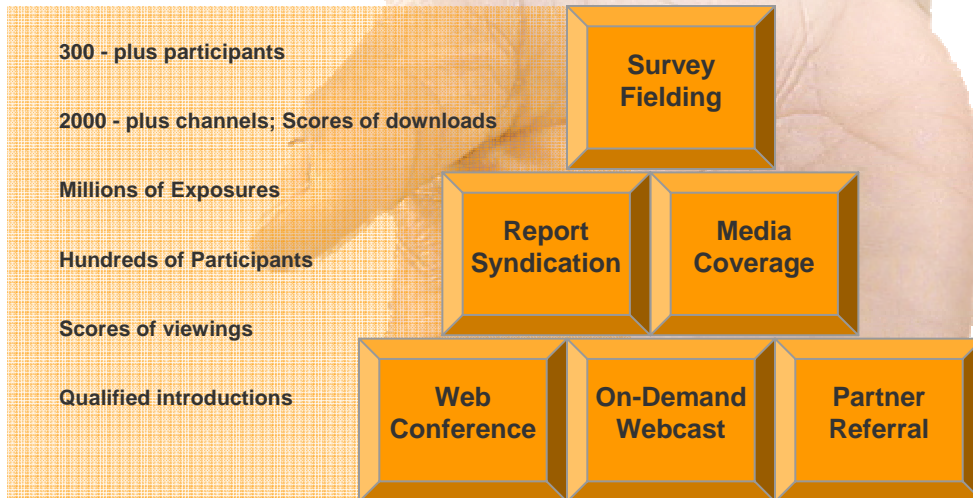 300 - plus participants
2000 - plus channels; Scores of downloads
Millions of Exposures
Hundreds of Participants
Scores of viewings
Qualified introductions
Survey
Fielding
Report
Syndication
Media
Coverage
Web
Conference
On-Demand
Webcast
Partner
Referral